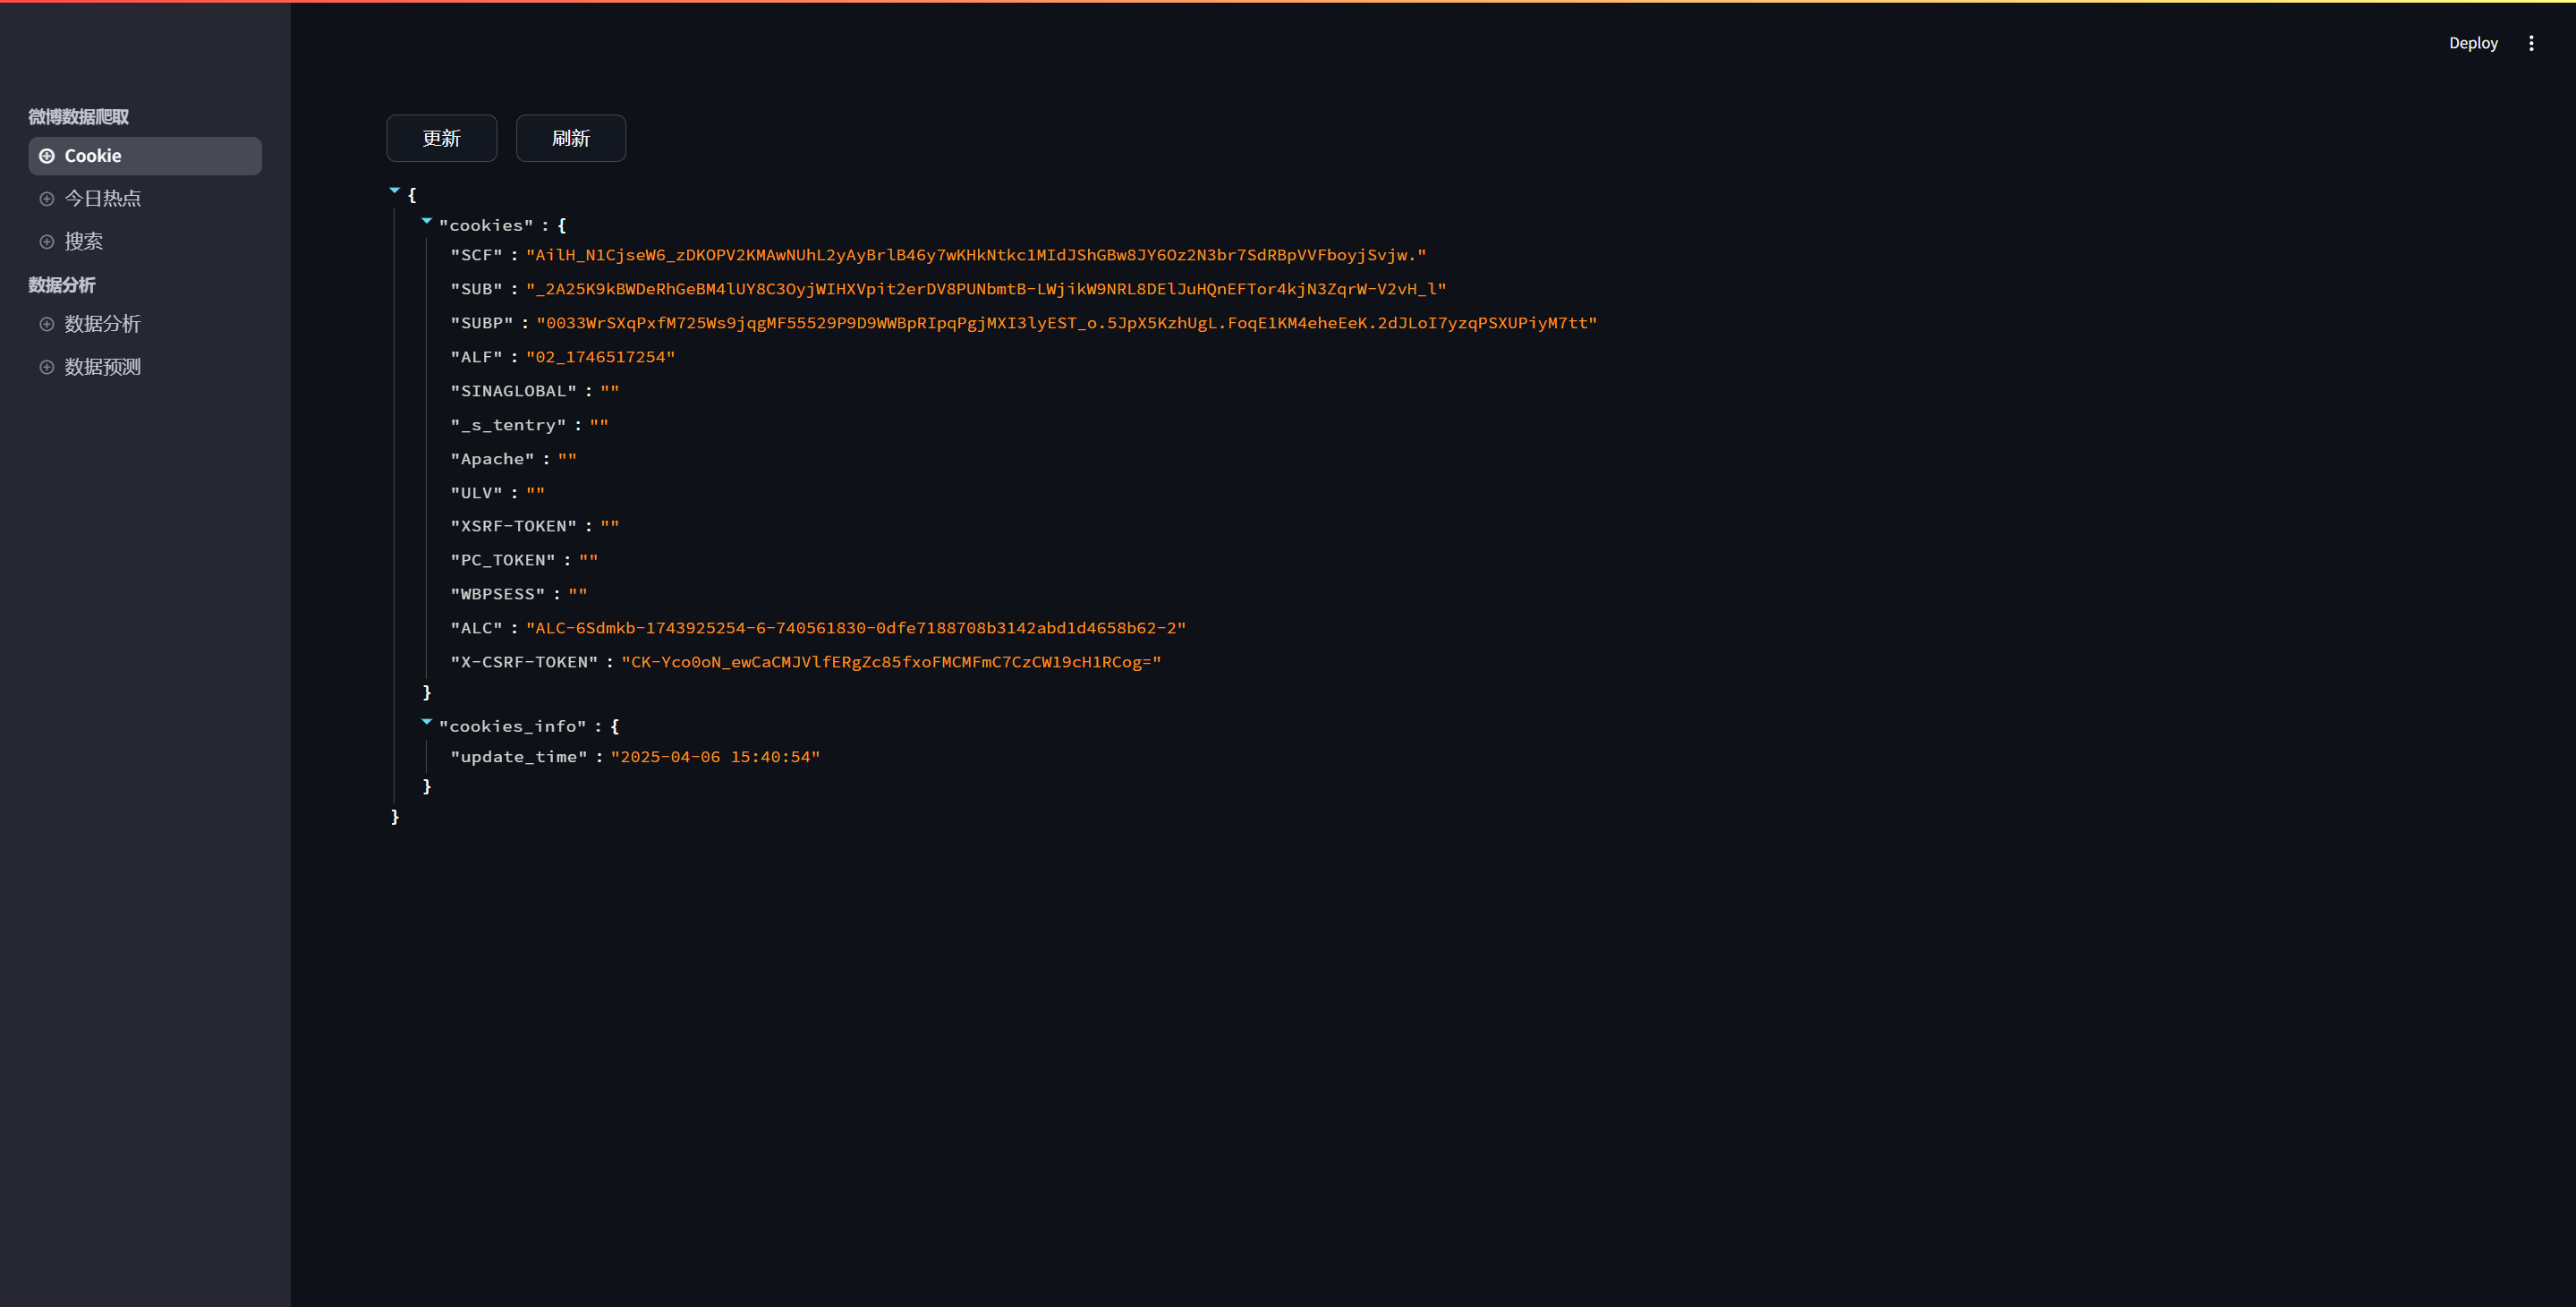 Deploy
微博数据爬取
Cookie
今日热点
搜索
数据分析
数据分析
数据预测
更新
刷新
{
"cookies" : {
"SCF" : "AilH_N1CjseW6_zDKOPV2KMAwNUhL2yAyBrlB46y7wKHkNtkc1MIdJShGBw8JY6Oz2N3br7SdRBpVVFboyjSvjw."
"SUB" : "_2A25K9kBWDeRhGeBM4lUY8C3OyjWIHXVpit2erDV8PUNbmtB-LWjikW9NRL8DElJuHQnEFTor4kjN3ZqrW-V2vH_l"
"SUBP" : "0033WrSXqPxfM725Ws9jqgMF55529P9D9WWBpRIpqPgjMXI3lyEST_o.5JpX5KzhUgL.FoqE1KM4eheEeK.2dJLoI7yzqPSXUPiyM7tt"
"ALF" : "02_1746517254"
"SINAGLOBAL" : ""
"_s_tentry" : ""
"Apache" : ""
"ULV" : ""
"XSRF-TOKEN" : ""
"PC_TOKEN" : ""
"WBPSESS" : ""
"ALC" : "ALC-6Sdmkb-1743925254-6-740561830-0dfe7188708b3142abd1d4658b62-2"
"X-CSRF-TOKEN" : "CK-Yco0oN_ewCaCMJVlfERgZc85fxoFMCMFmC7CzCW19cH1RCog="
}
"cookies_info" : {
"update_time" : "2025-04-06 15:40:54"
}
}